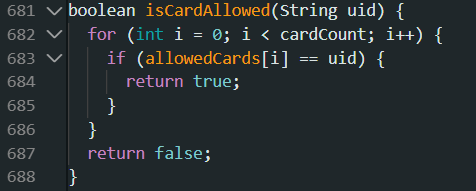 681 boolean isCardAllowed(String uid) {
682   for (int i = 0; i < cardCount; i++) {
683     if (allowedCards[i] == uid) {
684       return true;
685     }
686   }
687   return false;
688 }